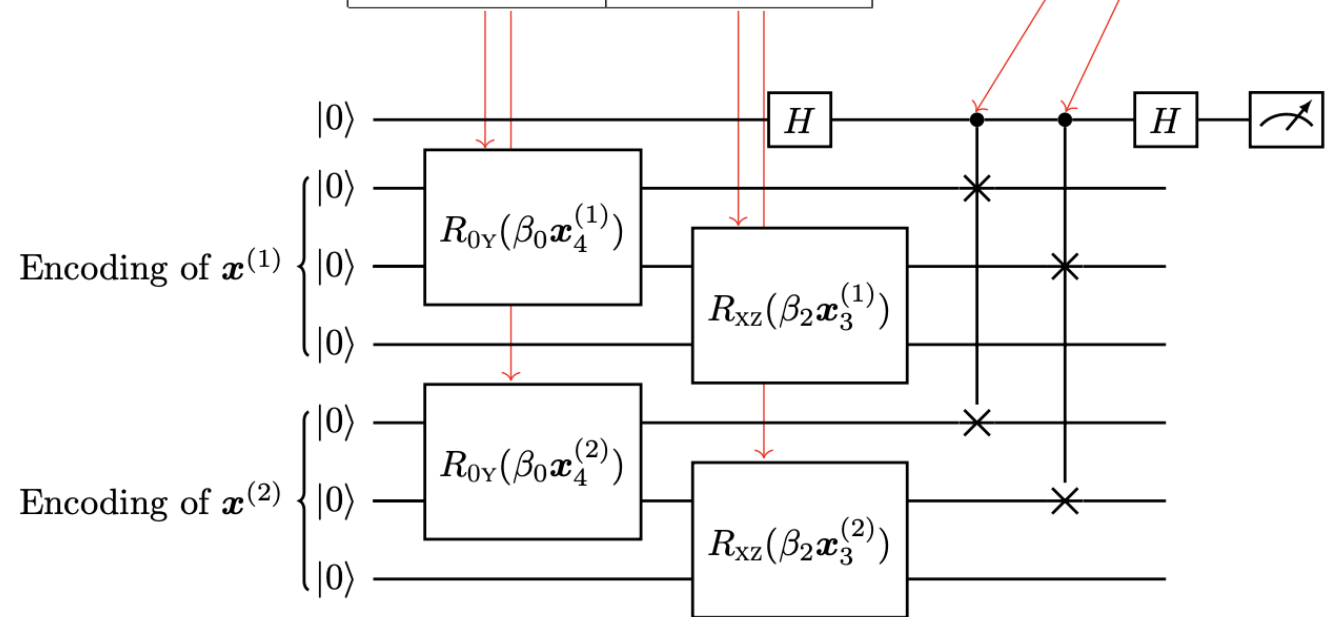 |0⟩ H H
|0⟩
R_{0Y}(β_0 x_4^{(1)})
Encoding of x^{(1)} |0⟩
R_{XZ}(β_2 x_3^{(1)})
|0⟩
|0⟩
R_{0Y}(β_0 x_4^{(2)})
Encoding of x^{(2)} |0⟩
R_{XZ}(β_2 x_3^{(2)})
|0⟩